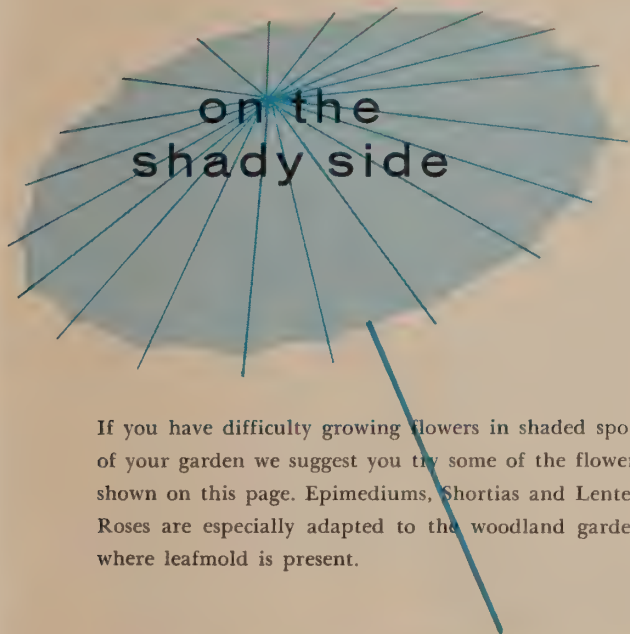 on the
shady side
If you have difficulty growing flowers in shaded spo
of your garden we suggest you try some of the flower
shown on this page. Epimediums, Shortias and Lente
Roses are especially adapted to the woodland garde
where leafmold is present.